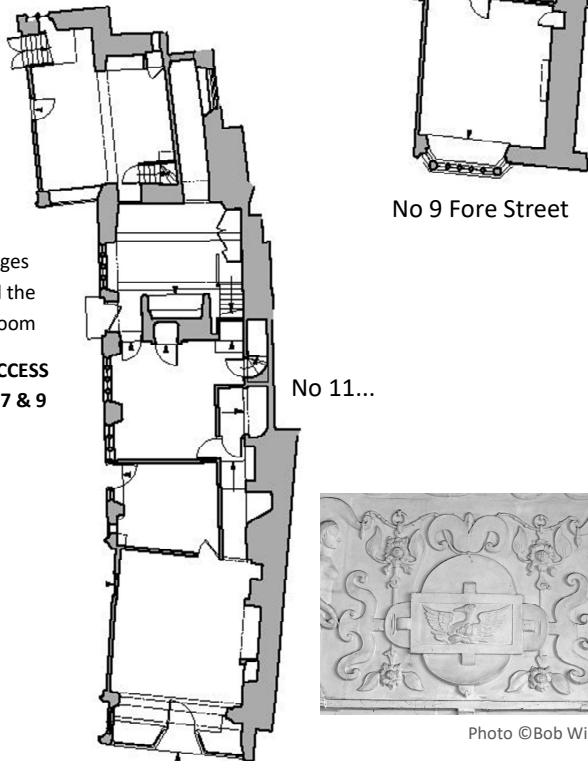 No 9 Fore Street
ges
the
oom
CCESS
7 & 9
No 11...
Photo ©Bob Wi